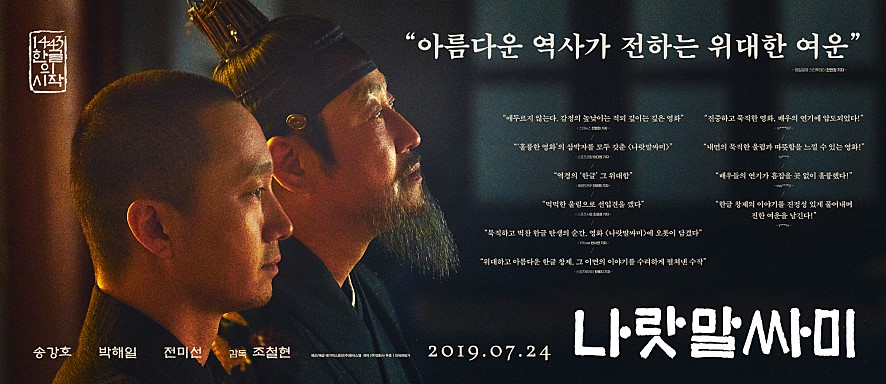 1443
한글
의
시작
“아름다운 역사가 전하는 위대한 여운”
“에두르지 않는다. 감정의 높낮이는 적되 깊이는 깊은 영화”
“‘훌륭한 영화’의 삼박자를 모두 갖춘 <나랏말싸미>”
“역경의 ‘한글’ 그 위대함”
“먹먹한 울림으로 선입견을 깼다”
“묵직하고 벅찬 한글 탄생의 순간, 영화 <나랏말싸미>에 오롯이 담겼다”
“위대하고 아름다운 한글 창제, 그 이면의 이야기를 수려하게 펼쳐낸 수작”
“진중하고 묵직한 영화, 배우의 연기에 압도되었다!”
“내면의 묵직한 울림과 따뜻함을 느낄 수 있는 영화!”
“배우들의 연기가 흠잡을 곳 없이 훌륭했다!”
“한글 창제의 이야기를 진정성 있게 풀어내며
진한 여운을 남긴다!”
송강호 박해일 전미선 감독 조철현
2019.07.24
나랏말싸미